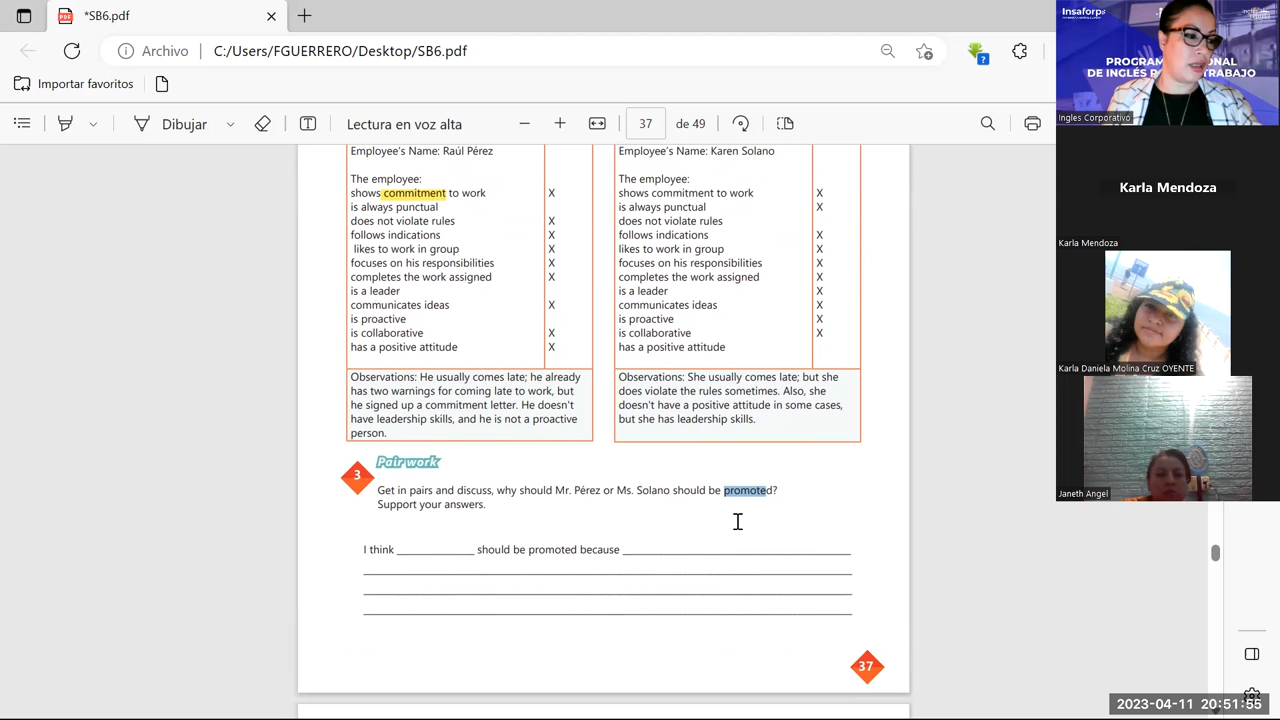 *SB6.pdf
Archivo
C:/Users/FGUERRERO/Desktop/SB6.pdf
Importar favoritos
Dibujar
Lectura en voz alta
37
de 49
Employee's Name: Raúl Pérez
The employee:
shows commitment to work X
is always punctual
does not violate rules X
follows indications X
likes to work in group X
focuses on his responsibilities X
completes the work assigned X
is a leader
communicates ideas X
is proactive
is collaborative X
has a positive attitude X
Observations: He usually comes late; he already
has two warnings for coming late to work, but
he signed up a commitment letter. He doesn't
have leadership skills, and he is not a proactive
person.
Employee's Name: Karen Solano
The employee:
shows commitment to work X
is always punctual X
does not violate rules
follows indications X
likes to work in group X
focuses on his responsibilities X
completes the work assigned X
is a leader X
communicates ideas X
is proactive X
is collaborative X
has a positive attitude
Observations: She usually comes late; but she
does violate the rules sometimes. Also, she
doesn't have a positive attitude in some cases,
but she has leadership skills.
3
Pair work
Get in pairs and discuss, why should Mr. Pérez or Ms. Solano should be promoted?
Support your answers.
I think _____________ should be promoted because ______________________________________
37
Insaforp
DE INGLÉS
TRABAJO
Ingles Corporativo
Karla Mendoza
Karla Mendoza
Karla Daniela Molina Cruz OYENTE
Janeth Angel
2023-04-11 20:51:55